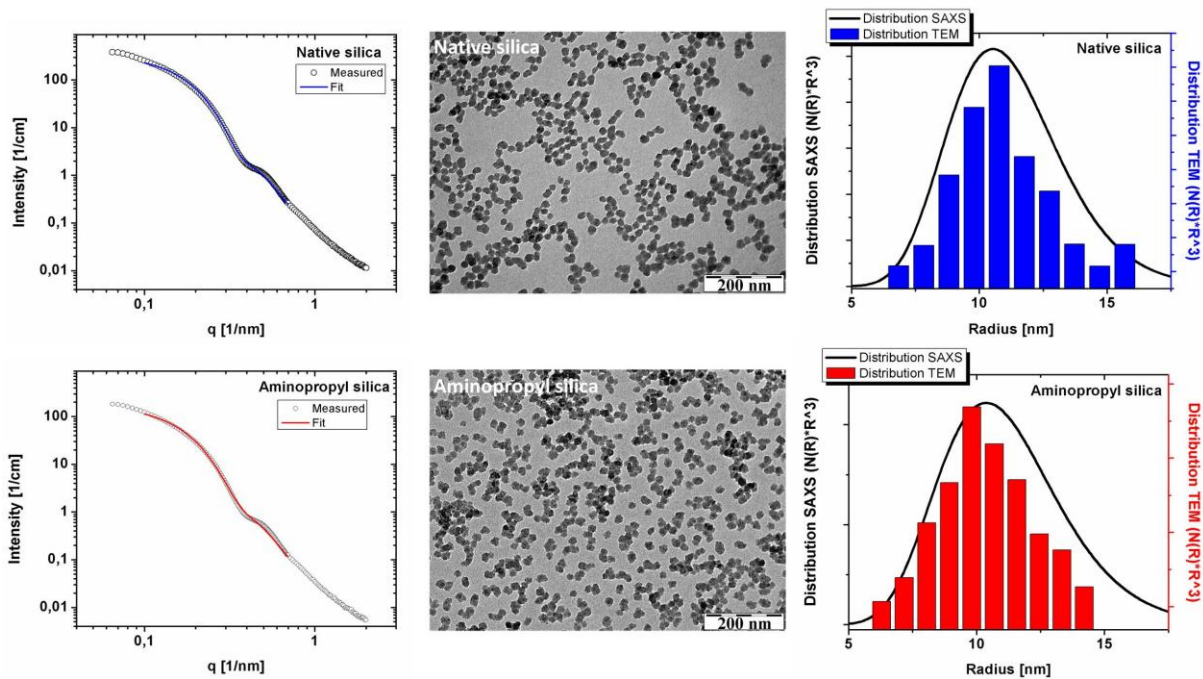 Native silica
Measured
Fit
100
10
1
0,1
0,01
0,1
1
Intensity [1/cm]
q [1/nm]
Native silica
200 nm
Distribution SAXS
Distribution TEM
Native silica
Distribution SAXS (N(R)*R^3)
Distribution TEM (N(R)*R^3)
5
10
15
Radius [nm]
Aminopropyl silica
Measured
Fit
100
10
1
0,1
0,01
0,1
1
Intensity [1/cm]
q [1/nm]
Aminopropyl silica
200 nm
Distribution SAXS
Distribution TEM
Aminopropyl silica
Distribution SAXS (N(R)*R^3)
Distribution TEM (N(R)*R^3)
5
10
15
Radius [nm]